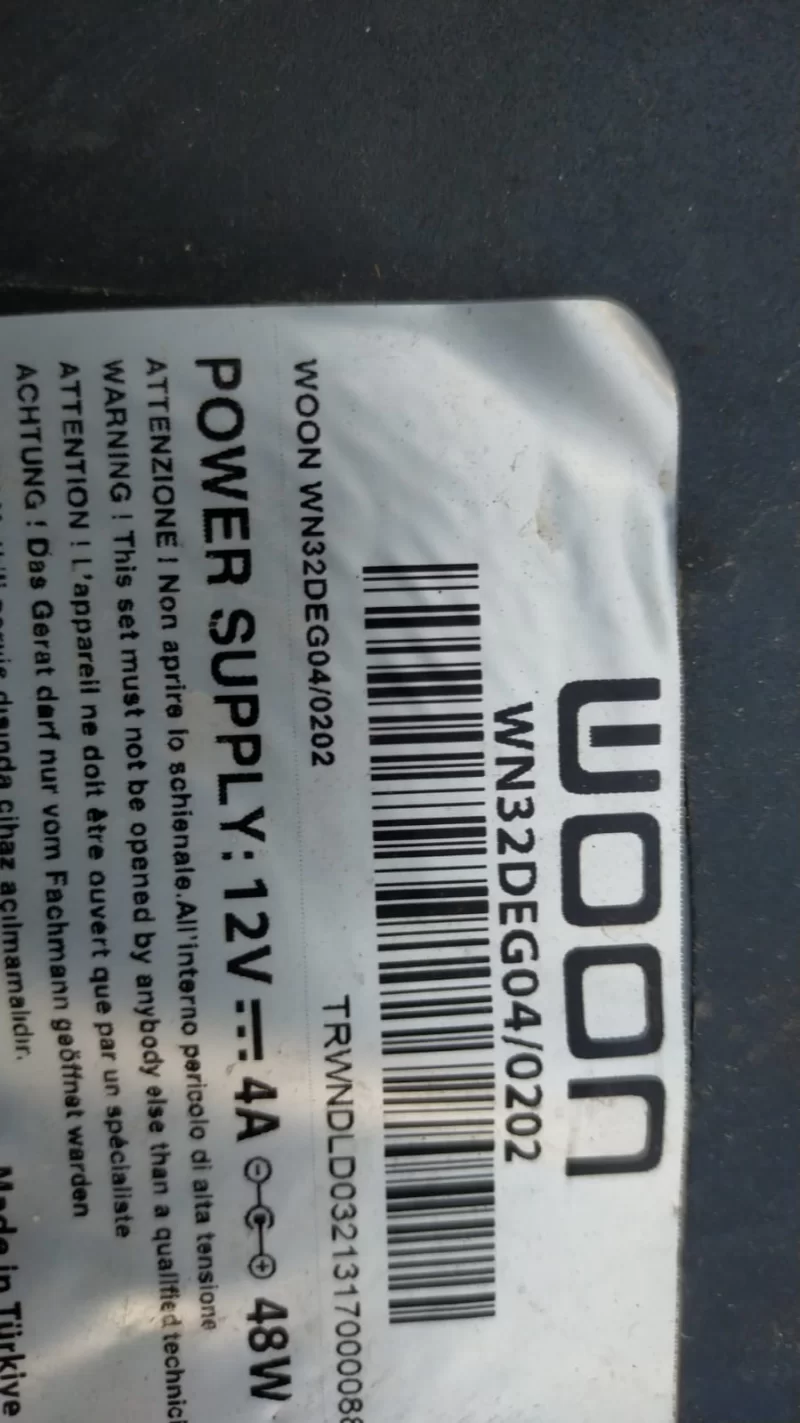 woon
WN32DEG04/0202
TRWNDLD032131700008
WOON WN32DEG04/0202
POWER SUPPLY: 12V ⎓ 4A 48W
ATTENZIONE ! Non aprire lo schienale.All'interno pericolo di alta tensione
WARNING ! This set must not be opened by anybody else than a qualified
ATTENTION ! L'appareil ne doit être ouvert que par un spécialiste
ACHTUNG ! Das Gerat darf nur vom Fachmann geöffnet warden
dışında cihaz açılmamalıdır.
Made in Türkiye